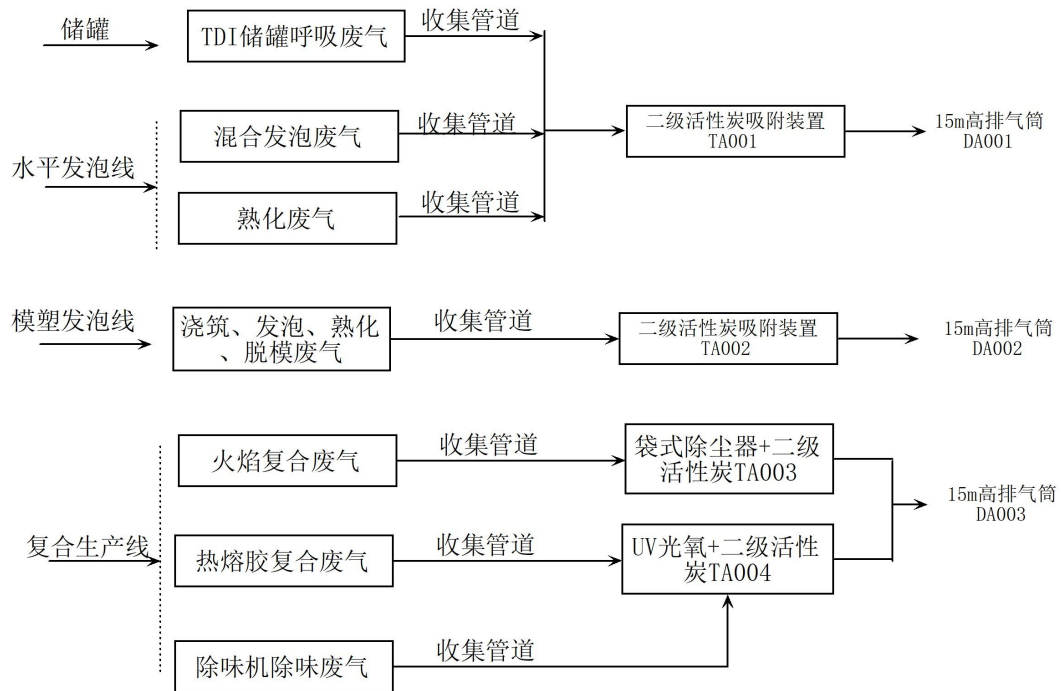 储罐
TDI储罐呼吸废气
收集管道
水平发泡线
混合发泡废气
收集管道
熟化废气
收集管道
二级活性炭吸附装置
TA001
15m高排气筒
DA001
模塑发泡线
浇筑、发泡、熟化
、脱模废气
收集管道
二级活性炭吸附装置
TA002
15m高排气筒
DA002
复合生产线
火焰复合废气
收集管道
袋式除尘器+二级
活性炭TA003
热熔胶复合废气
收集管道
UV光氧+二级活性
炭TA004
除味机除味废气
收集管道
15m高排气筒
DA003